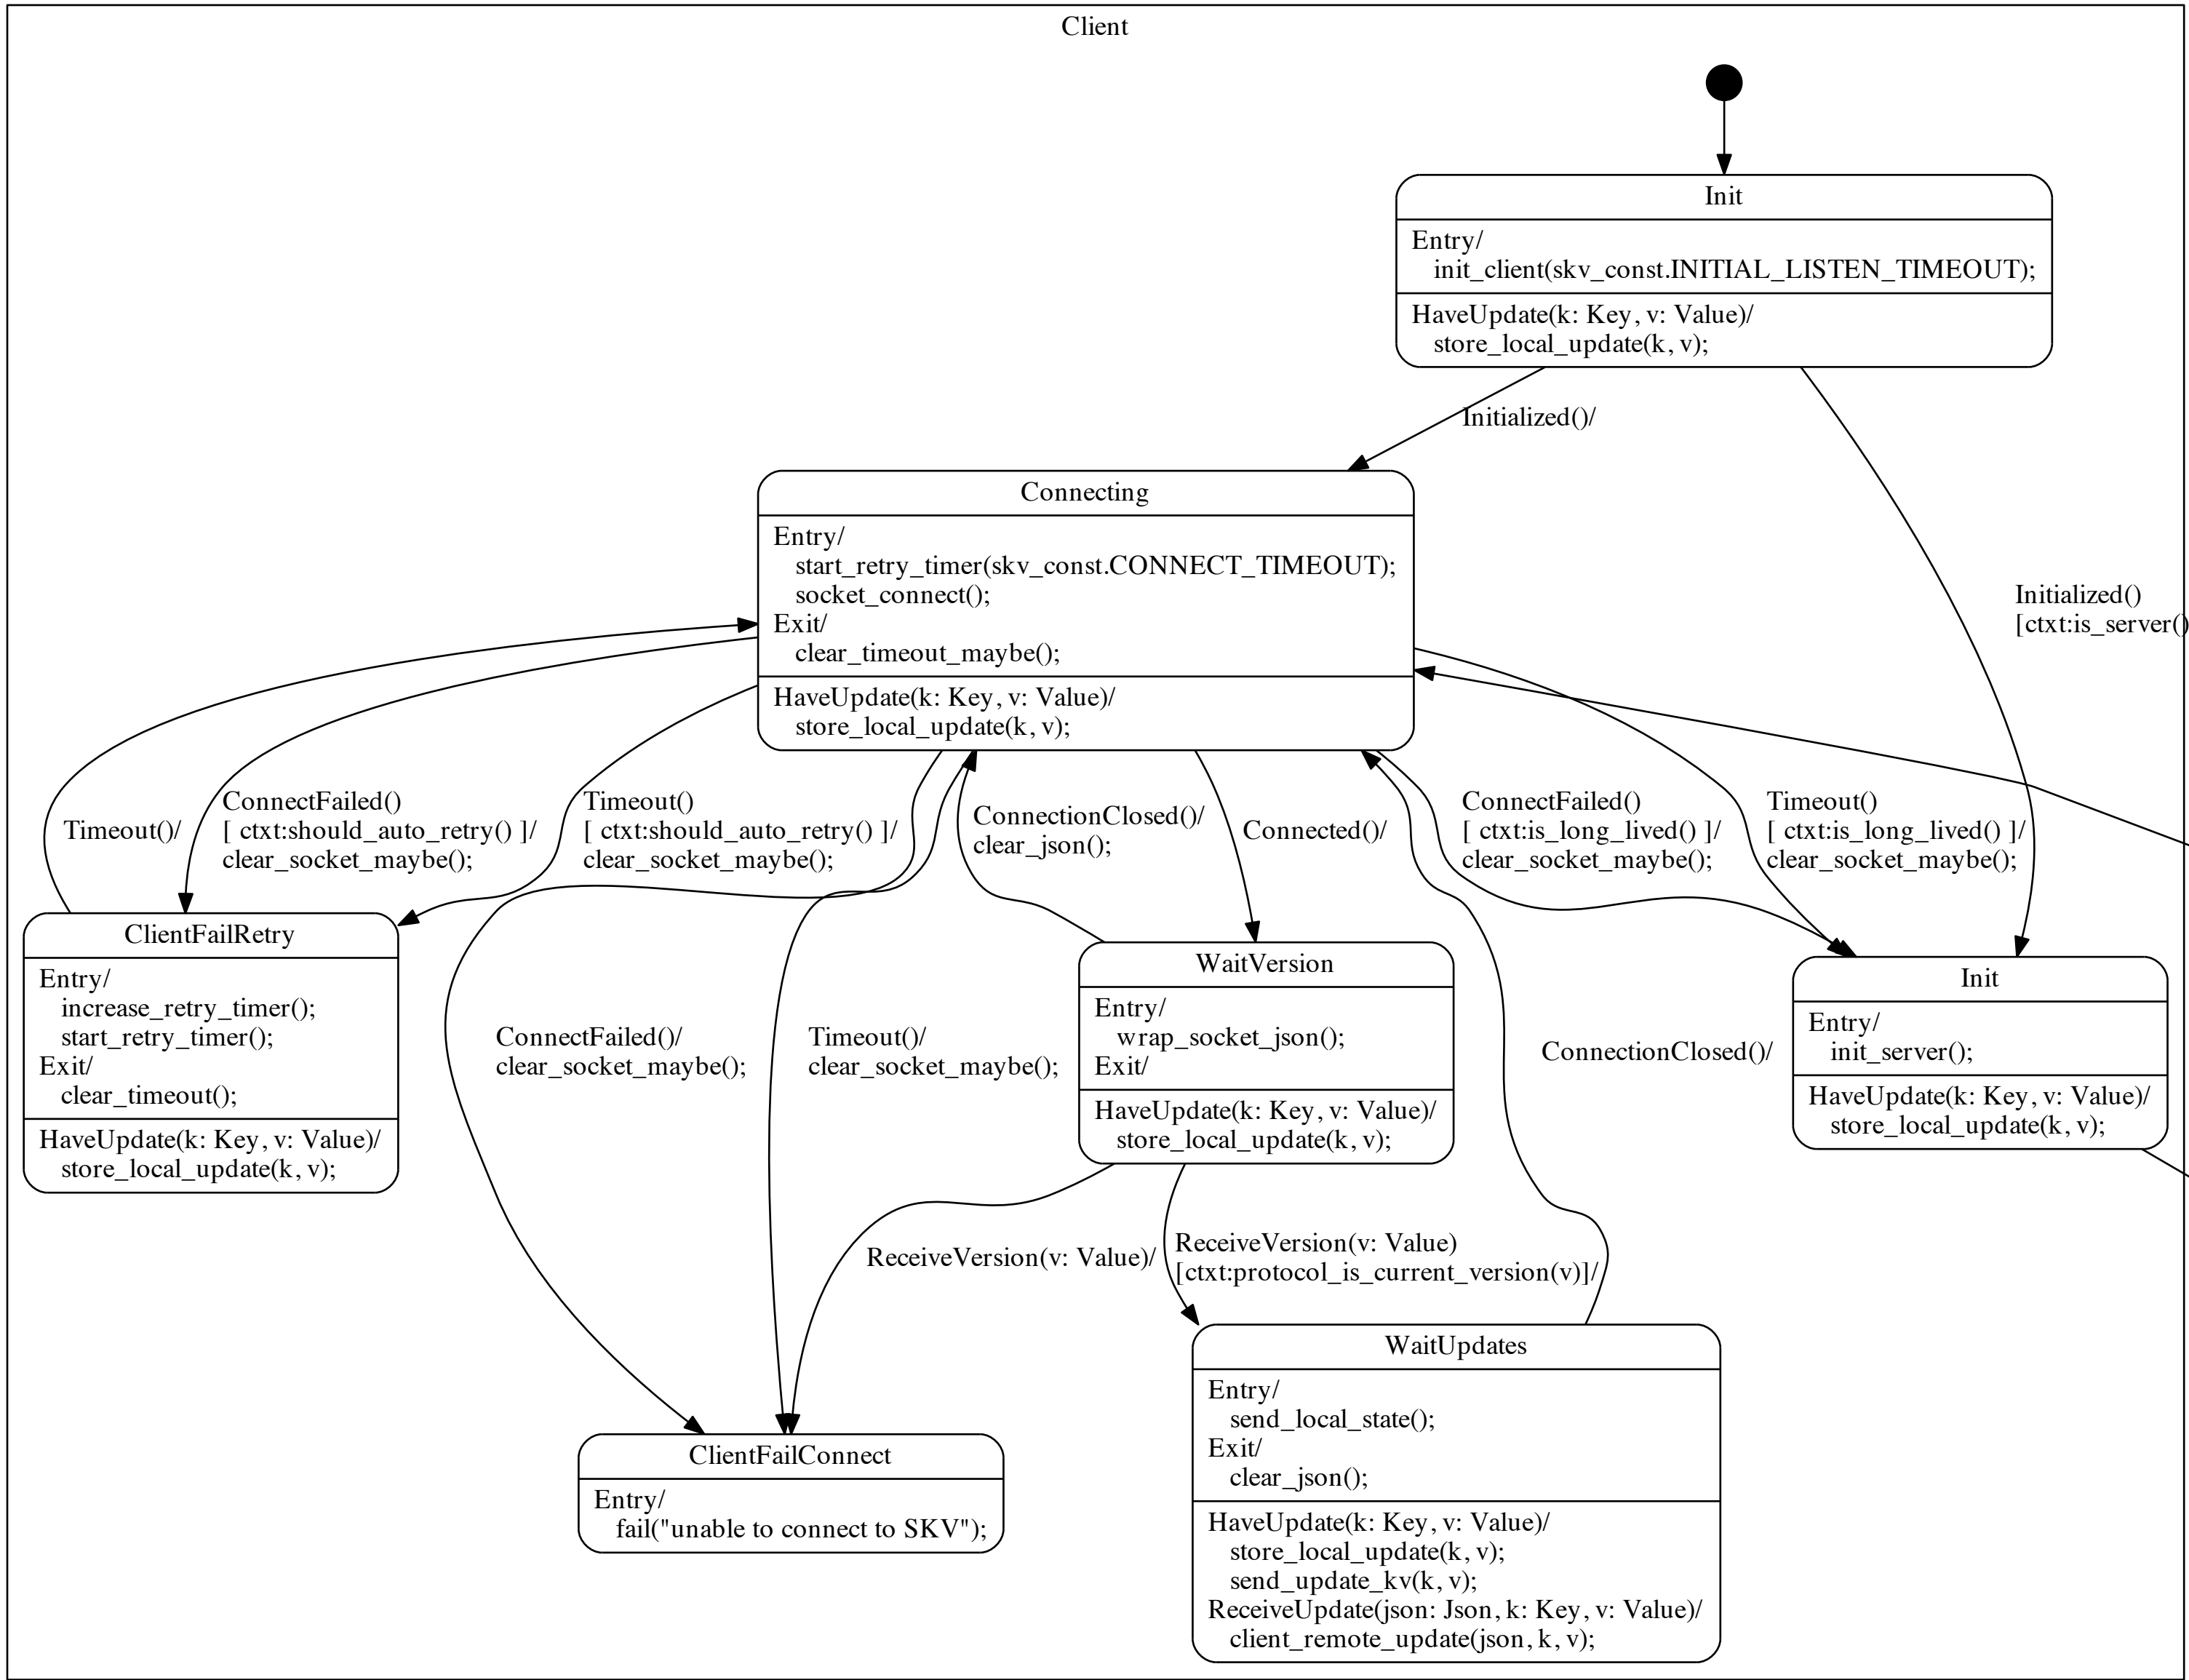 Client
Init
Entry/
init_client(skv_const.INITIAL_LISTEN_TIMEOUT);
HaveUpdate(k: Key, v: Value)/
store_local_update(k, v);
Initialized()/
Initialized()
[ctxt:is_server()
Connecting
Entry/
start_retry_timer(skv_const.CONNECT_TIMEOUT);
socket_connect();
Exit/
clear_timeout_maybe();
HaveUpdate(k: Key, v: Value)/
store_local_update(k, v);
Timeout()/
ConnectFailed()
[ ctxt:should_auto_retry() ]/
clear_socket_maybe();
Timeout()
[ ctxt:should_auto_retry() ]/
clear_socket_maybe();
ConnectionClosed()/
clear_json();
Connected()/
ConnectFailed()
[ ctxt:is_long_lived() ]/
clear_socket_maybe();
Timeout()
[ ctxt:is_long_lived() ]/
clear_socket_maybe();
ClientFailRetry
Entry/
increase_retry_timer();
start_retry_timer();
Exit/
clear_timeout();
HaveUpdate(k: Key, v: Value)/
store_local_update(k, v);
ConnectFailed()/
clear_socket_maybe();
Timeout()/
clear_socket_maybe();
WaitVersion
Entry/
wrap_socket_json();
Exit/
HaveUpdate(k: Key, v: Value)/
store_local_update(k, v);
ConnectionClosed()/
Init
Entry/
init_server();
HaveUpdate(k: Key, v: Value)/
store_local_update(k, v);
ReceiveVersion(v: Value)/
ReceiveVersion(v: Value)
[ctxt:protocol_is_current_version(v)]/
ClientFailConnect
Entry/
fail("unable to connect to SKV");
WaitUpdates
Entry/
send_local_state();
Exit/
clear_json();
HaveUpdate(k: Key, v: Value)/
store_local_update(k, v);
send_update_kv(k, v);
ReceiveUpdate(json: Json, k: Key, v: Value)/
client_remote_update(json, k, v);